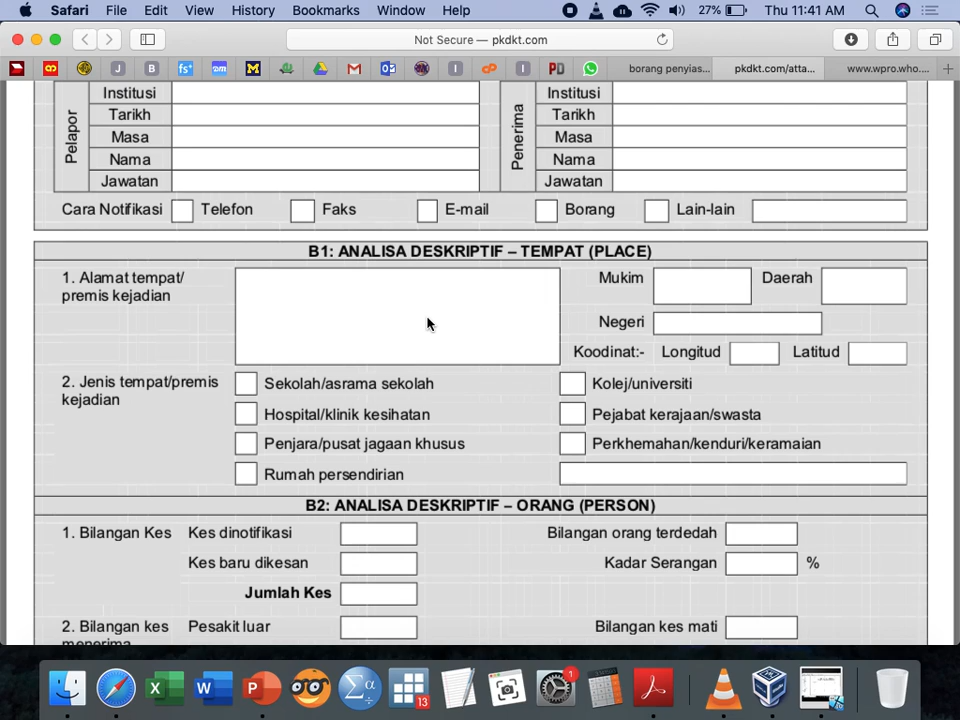 Safari File Edit View History Bookmarks Window Help 27% Thu 11:41 AM
Not Secure — pkdkt.com
J B fs+ M I I PD borang penyias... pkdkt.com/atta... www.wpro.who....
Pelapor Institusi Penerima Institusi
Tarikh Tarikh
Masa Masa
Nama Nama
Jawatan Jawatan
Cara Notifikasi Telefon Faks E-mail Borang Lain-lain
B1: ANALISA DESKRIPTIF – TEMPAT (PLACE)
1. Alamat tempat/ Mukim Daerah
premis kejadian
Negeri
Koodinat:- Longitud Latitud
2. Jenis tempat/premis Sekolah/asrama sekolah Kolej/universiti
kejadian
Hospital/klinik kesihatan Pejabat kerajaan/swasta
Penjara/pusat jagaan khusus Perkhemahan/kenduri/keramaian
Rumah persendirian
B2: ANALISA DESKRIPTIF – ORANG (PERSON)
1. Bilangan Kes Kes dinotifikasi Bilangan orang terdedah
Kes baru dikesan Kadar Serangan %
Jumlah Kes
2. Bilangan kes Pesakit luar Bilangan kes mati
menerima
13 1